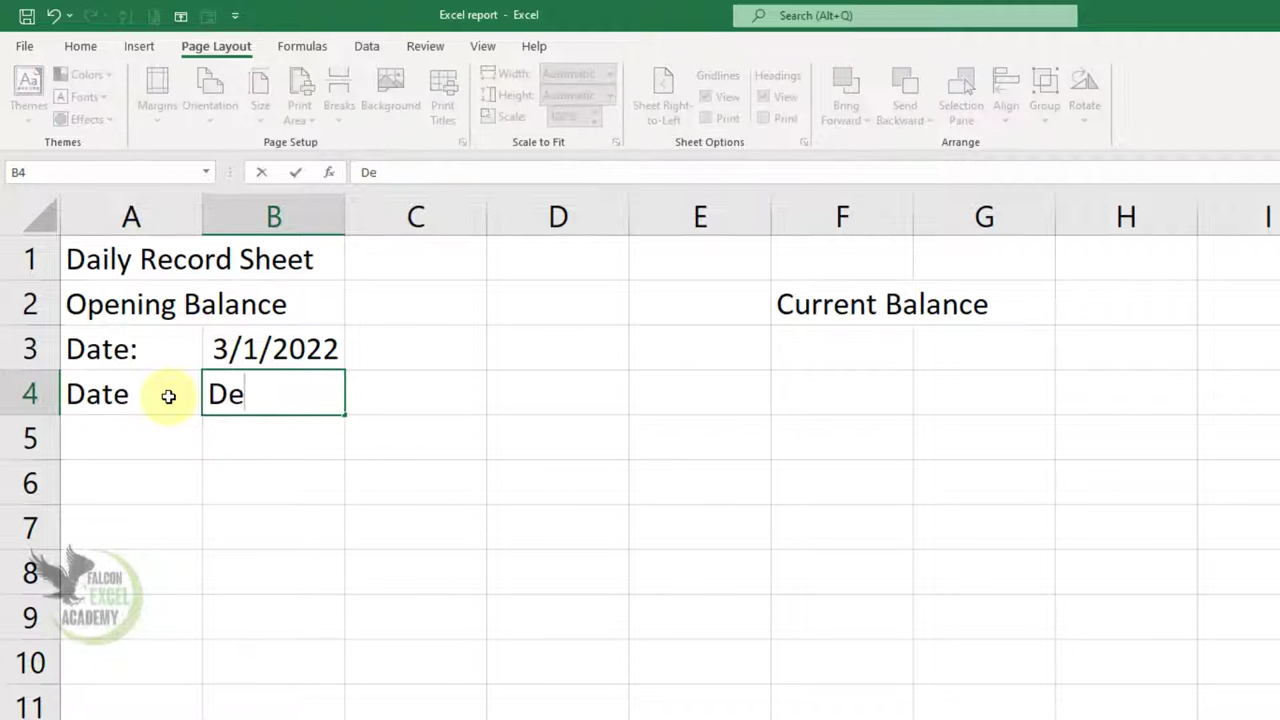 Excel report - Excel
Search (Alt+Q)
File Home Insert Page Layout Formulas Data Review View Help
Themes
Colors
Fonts
Effects
Themes
Margins
Orientation
Size
Print Area
Breaks
Background
Print Titles
Page Setup
Width: Automatic
Height: Automatic
Scale: 100%
Scale to Fit
Sheet Right-to-Left
Gridlines
View
Print
Headings
View
Print
Sheet Options
Bring Forward
Send Backward
Selection Pane
Align
Group
Rotate
Arrange
B4 fx De
A B C D E F G H I
1 Daily Record Sheet
2 Opening Balance Current Balance
3 Date: 3/1/2022
4 Date De
5
6
7
8
9
10
11
FALCON
EXCEL
ACADEMY